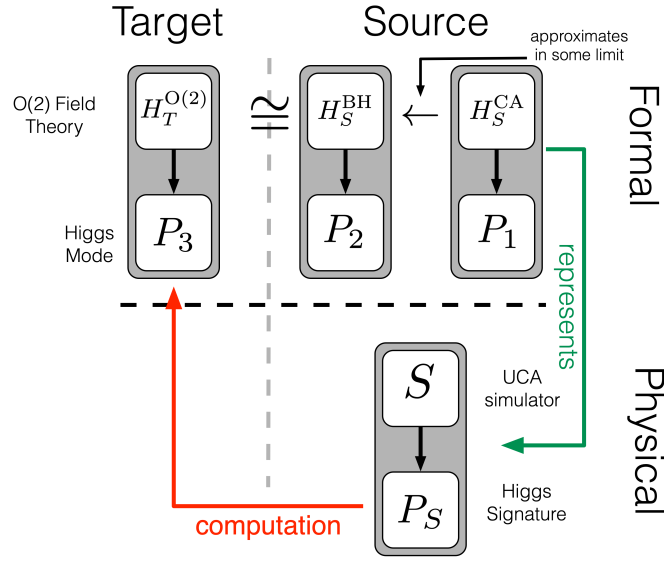 Target
Source
approximates
in some limit
O(2) Field
Theory
H_T^{O(2)}
≅
H_S^{BH}
←
H_S^{CA}
Formal
Higgs
Mode
P_3
P_2
P_1
represents
S
UCA
simulator
Physical
P_S
Higgs
Signature
computation